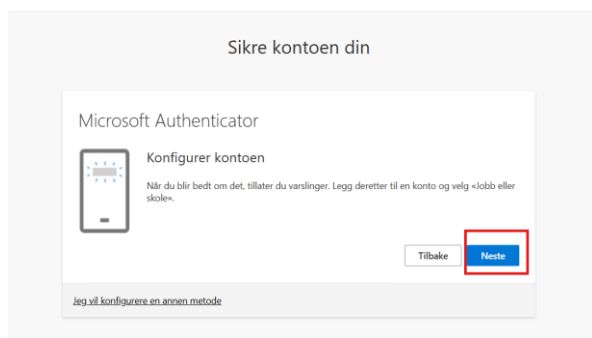 Sikre kontoen din
Microsoft Authenticator
Konfigurer kontoen
Når du blir bedt om det, tillater du varslinger. Legg deretter til en konto og velg «Jobb eller
skole».
Tilbake
Neste
Jeg vil konfigurere en annen metode